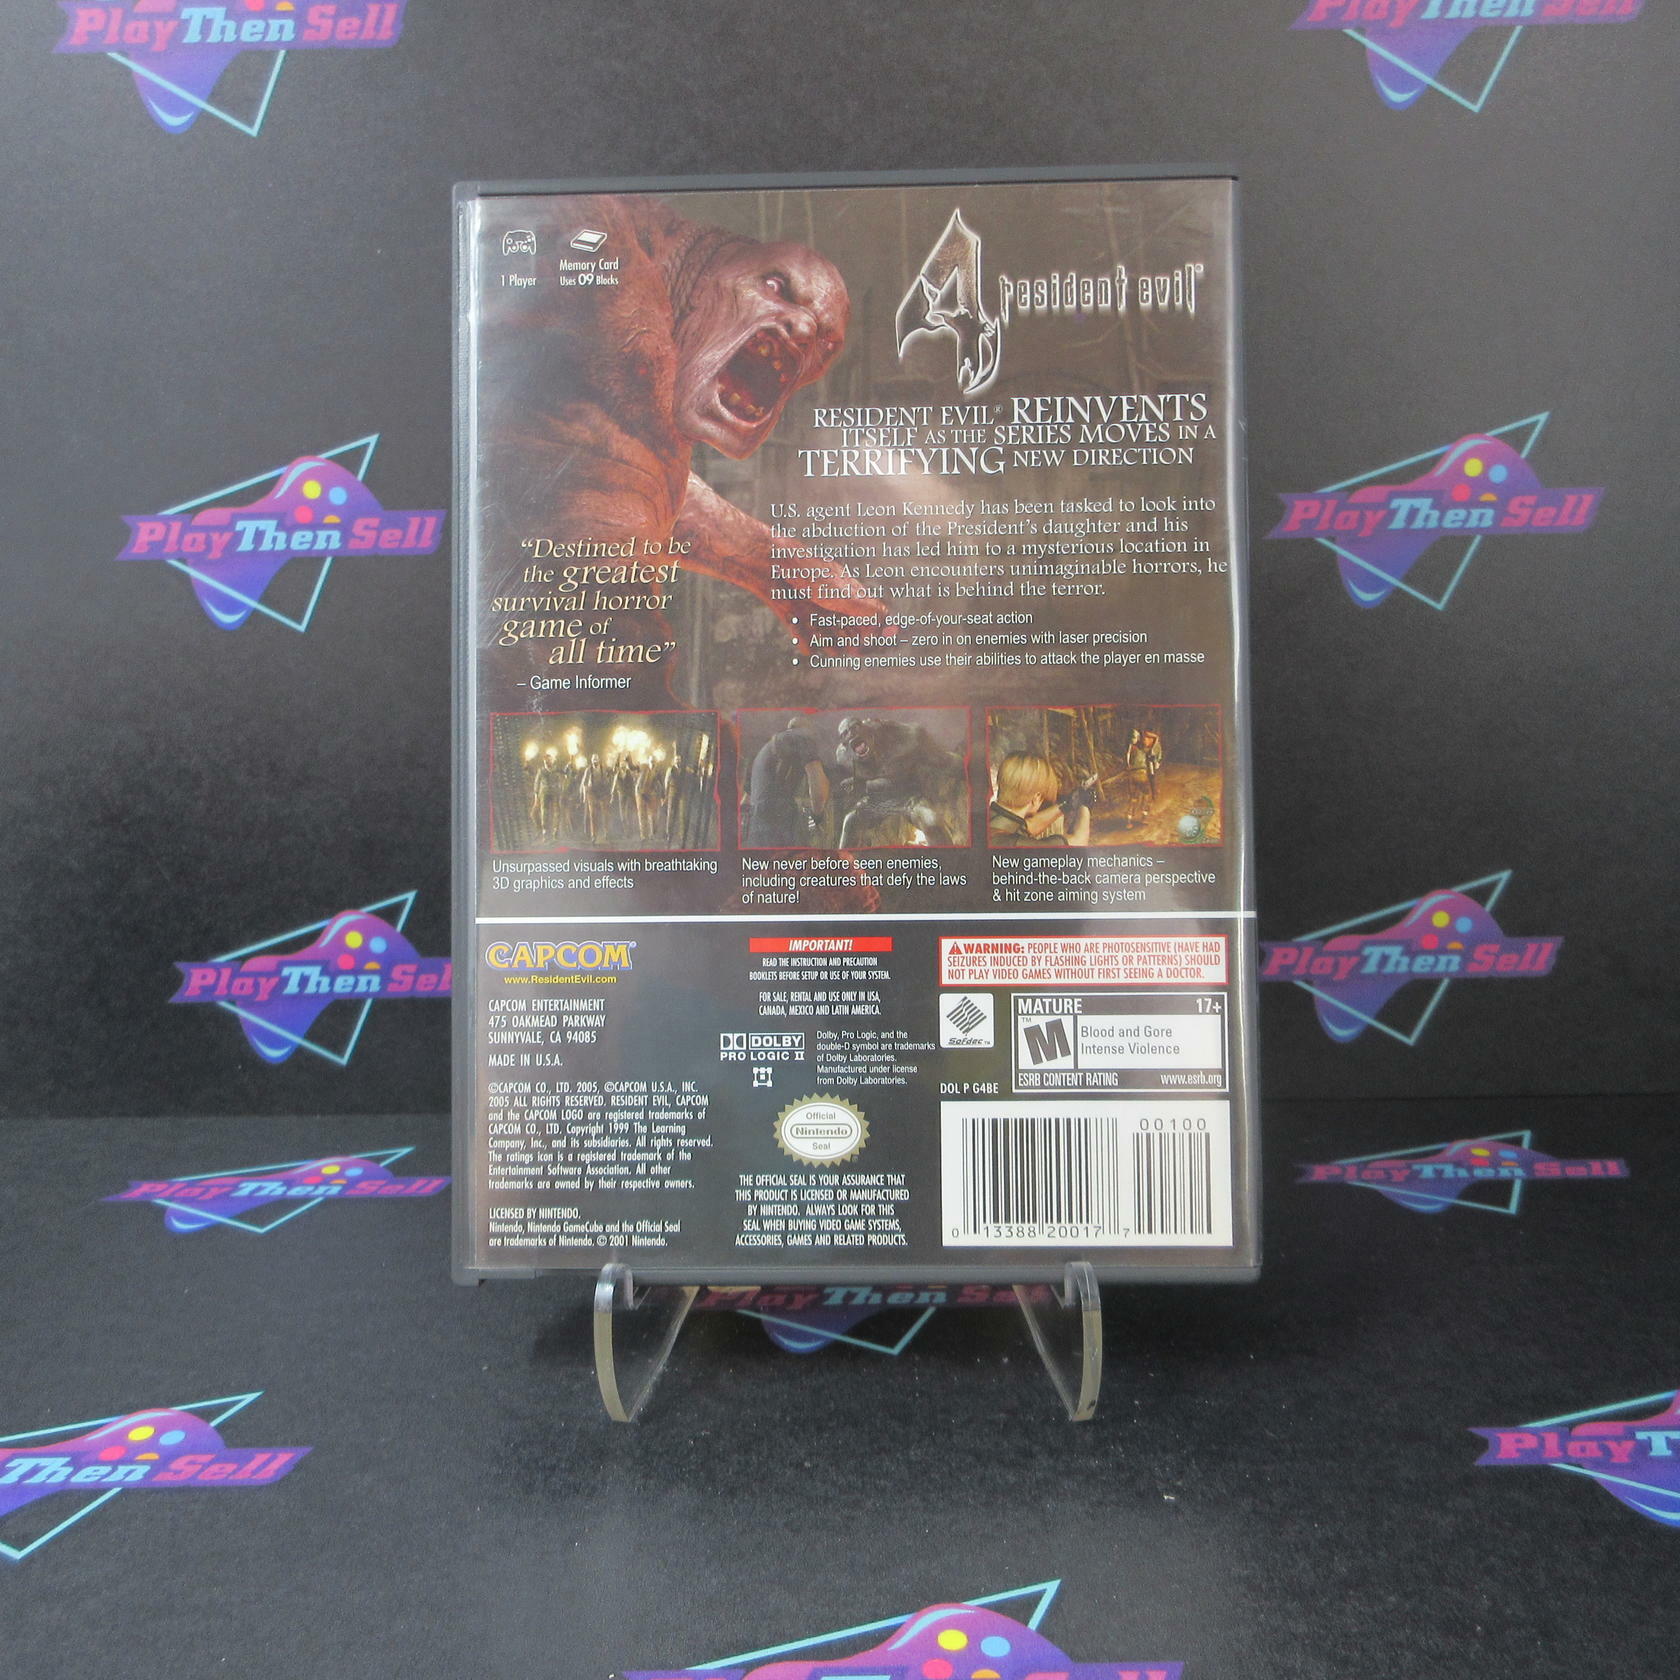 Play Then Sell
Play Then Sell
1 Player
Memory Card
Uses 09 Blocks
4
resident evil
RESIDENT EVIL® REINVENTS
ITSELF AS THE SERIES MOVES IN A
TERRIFYING NEW DIRECTION
U.S. agent Leon Kennedy has been tasked to look into
the abduction of the President's daughter and his
investigation has led him to a mysterious location in
Europe. As Leon encounters unimaginable horrors, he
must find out what is behind the terror.
• Fast-paced, edge-of-your-seat action
• Aim and shoot – zero in on enemies with laser precision
• Cunning enemies use their abilities to attack the player en masse
"Destined to be
the greatest
survival horror
game of
all time"
– Game Informer
Play Then Sell
Play Then Sell
Unsurpassed visuals with breathtaking
3D graphics and effects
New never before seen enemies,
including creatures that defy the laws
of nature!
New gameplay mechanics –
behind-the-back camera perspective
& hit zone aiming system
CAPCOM®
www.ResidentEvil.com
CAPCOM ENTERTAINMENT
475 OAKMEAD PARKWAY
SUNNYVALE, CA 94085
MADE IN U.S.A.
©CAPCOM CO., LTD. 2005, ©CAPCOM U.S.A., INC.
2005 ALL RIGHTS RESERVED. RESIDENT EVIL, CAPCOM
and the CAPCOM LOGO are registered trademarks of
CAPCOM CO., LTD. Copyright 1999 The Learning
Company, Inc., and its subsidiaries. All rights reserved.
The ratings icon is a registered trademark of the
Entertainment Software Association. All other
trademarks are owned by their respective owners.
LICENSED BY NINTENDO.
Nintendo, Nintendo GameCube and the Official Seal
are trademarks of Nintendo. © 2001 Nintendo.
IMPORTANT!
READ THE INSTRUCTION AND PRECAUTION
BOOKLETS BEFORE SETUP OR USE OF YOUR SYSTEM.
FOR SALE, RENTAL AND USE ONLY IN USA,
CANADA, MEXICO AND LATIN AMERICA.
DOLBY
PRO LOGIC II
Dolby, Pro Logic, and the
double-D symbol are trademarks
of Dolby Laboratories.
Manufactured under license
from Dolby Laboratories.
Official
Nintendo
Seal
THE OFFICIAL SEAL IS YOUR ASSURANCE THAT
THIS PRODUCT IS LICENSED OR MANUFACTURED
BY NINTENDO. ALWAYS LOOK FOR THIS
SEAL WHEN BUYING VIDEO GAME SYSTEMS,
ACCESSORIES, GAMES AND RELATED PRODUCTS.
WARNING: PEOPLE WHO ARE PHOTOSENSITIVE (HAVE HAD
SEIZURES INDUCED BY FLASHING LIGHTS OR PATTERNS) SHOULD
NOT PLAY VIDEO GAMES WITHOUT FIRST SEEING A DOCTOR.
Sofdec™
MATURE 17+
M
Blood and Gore
Intense Violence
ESRB CONTENT RATING www.esrb.org
DOL P G4BE
00100
0 13388 20017 7
Play Then Sel
Play Then Sell
Play Then Sell
Play Then Sell
Play Then Sell
Then Sell
Play T
Play Then Sell